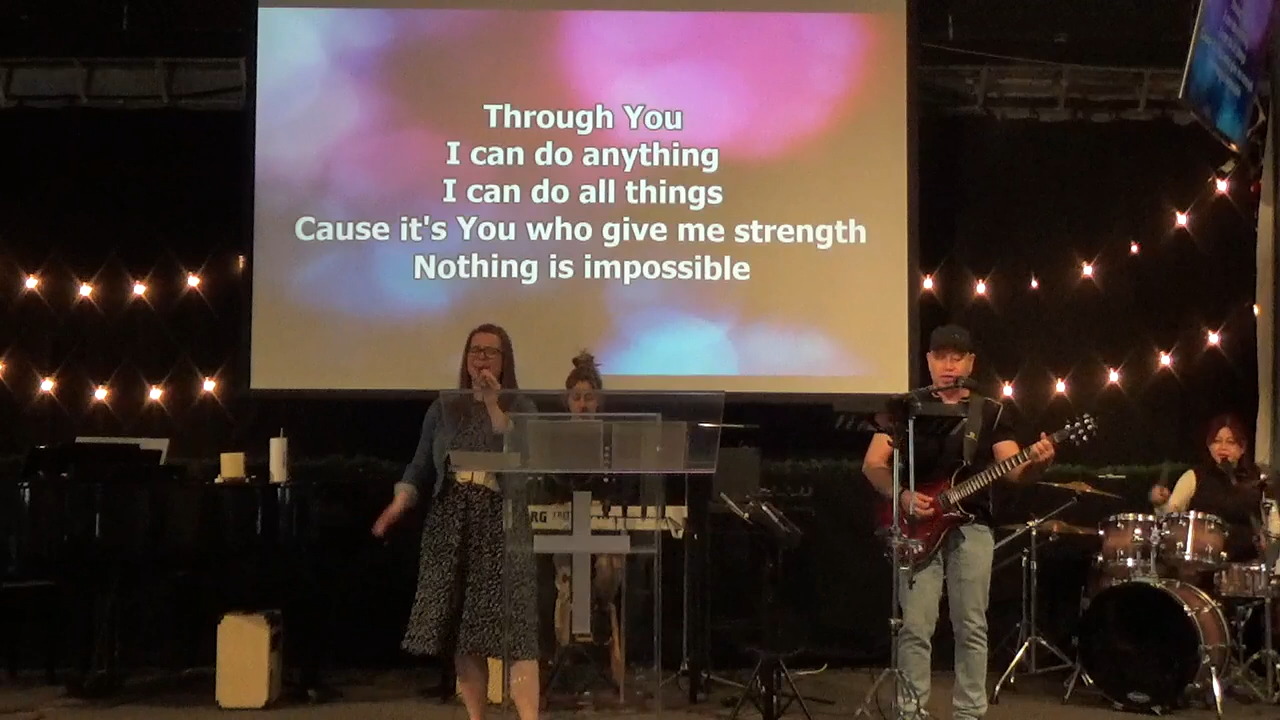 Through You
I can do anything
I can do all things
Cause it's You who give me strength
Nothing is impossible